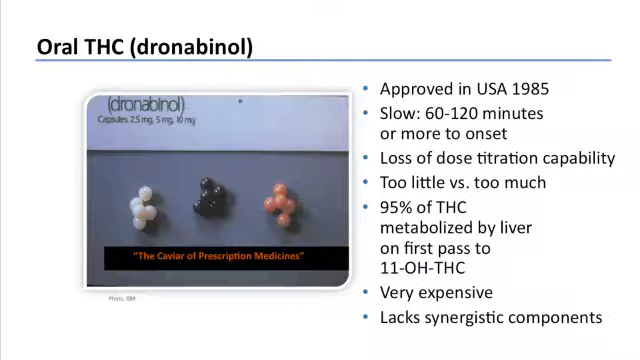 Oral THC (dronabinol)
(dronabinol)
Capsules 2.5 mg, 5 mg, 10 mg
"The Caviar of Prescription Medicines"
Photo, EBR
• Approved in USA 1985
• Slow: 60-120 minutes
or more to onset
• Loss of dose titration capability
• Too little vs. too much
• 95% of THC
metabolized by liver
on first pass to
11-OH-THC
• Very expensive
• Lacks synergistic components